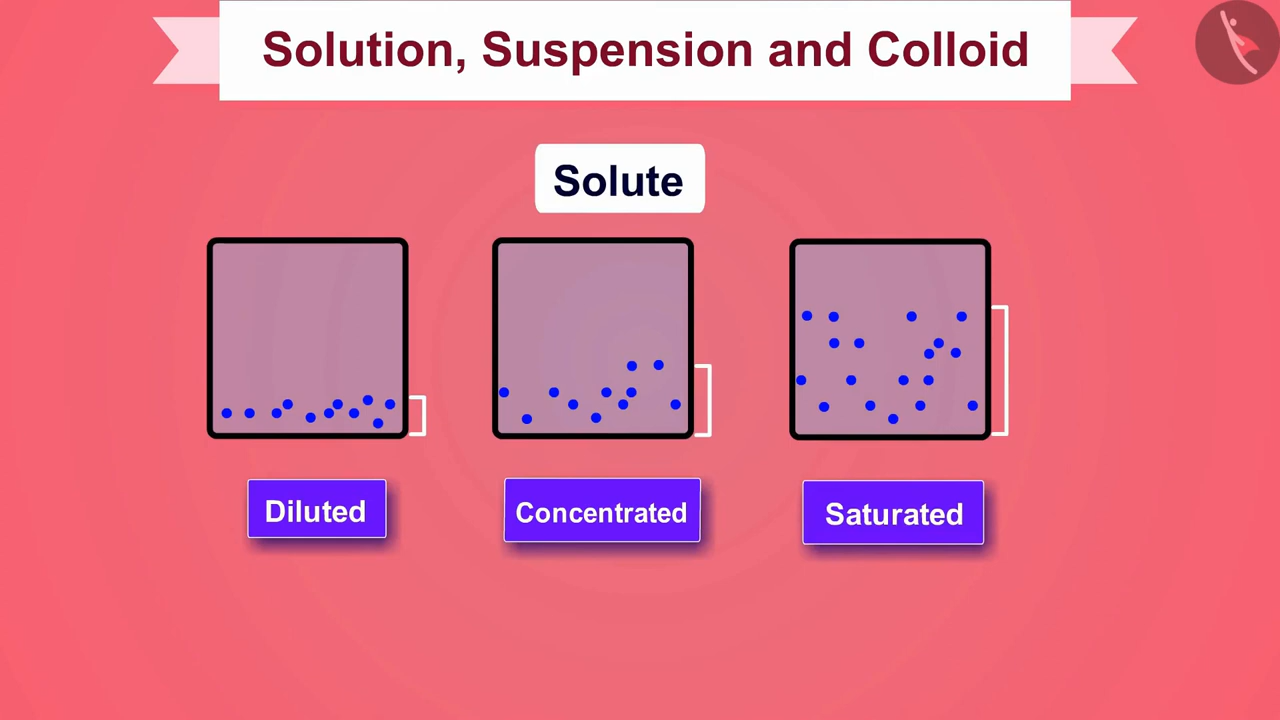 Solution, Suspension and Colloid
Solute
Diluted
Concentrated
Saturated